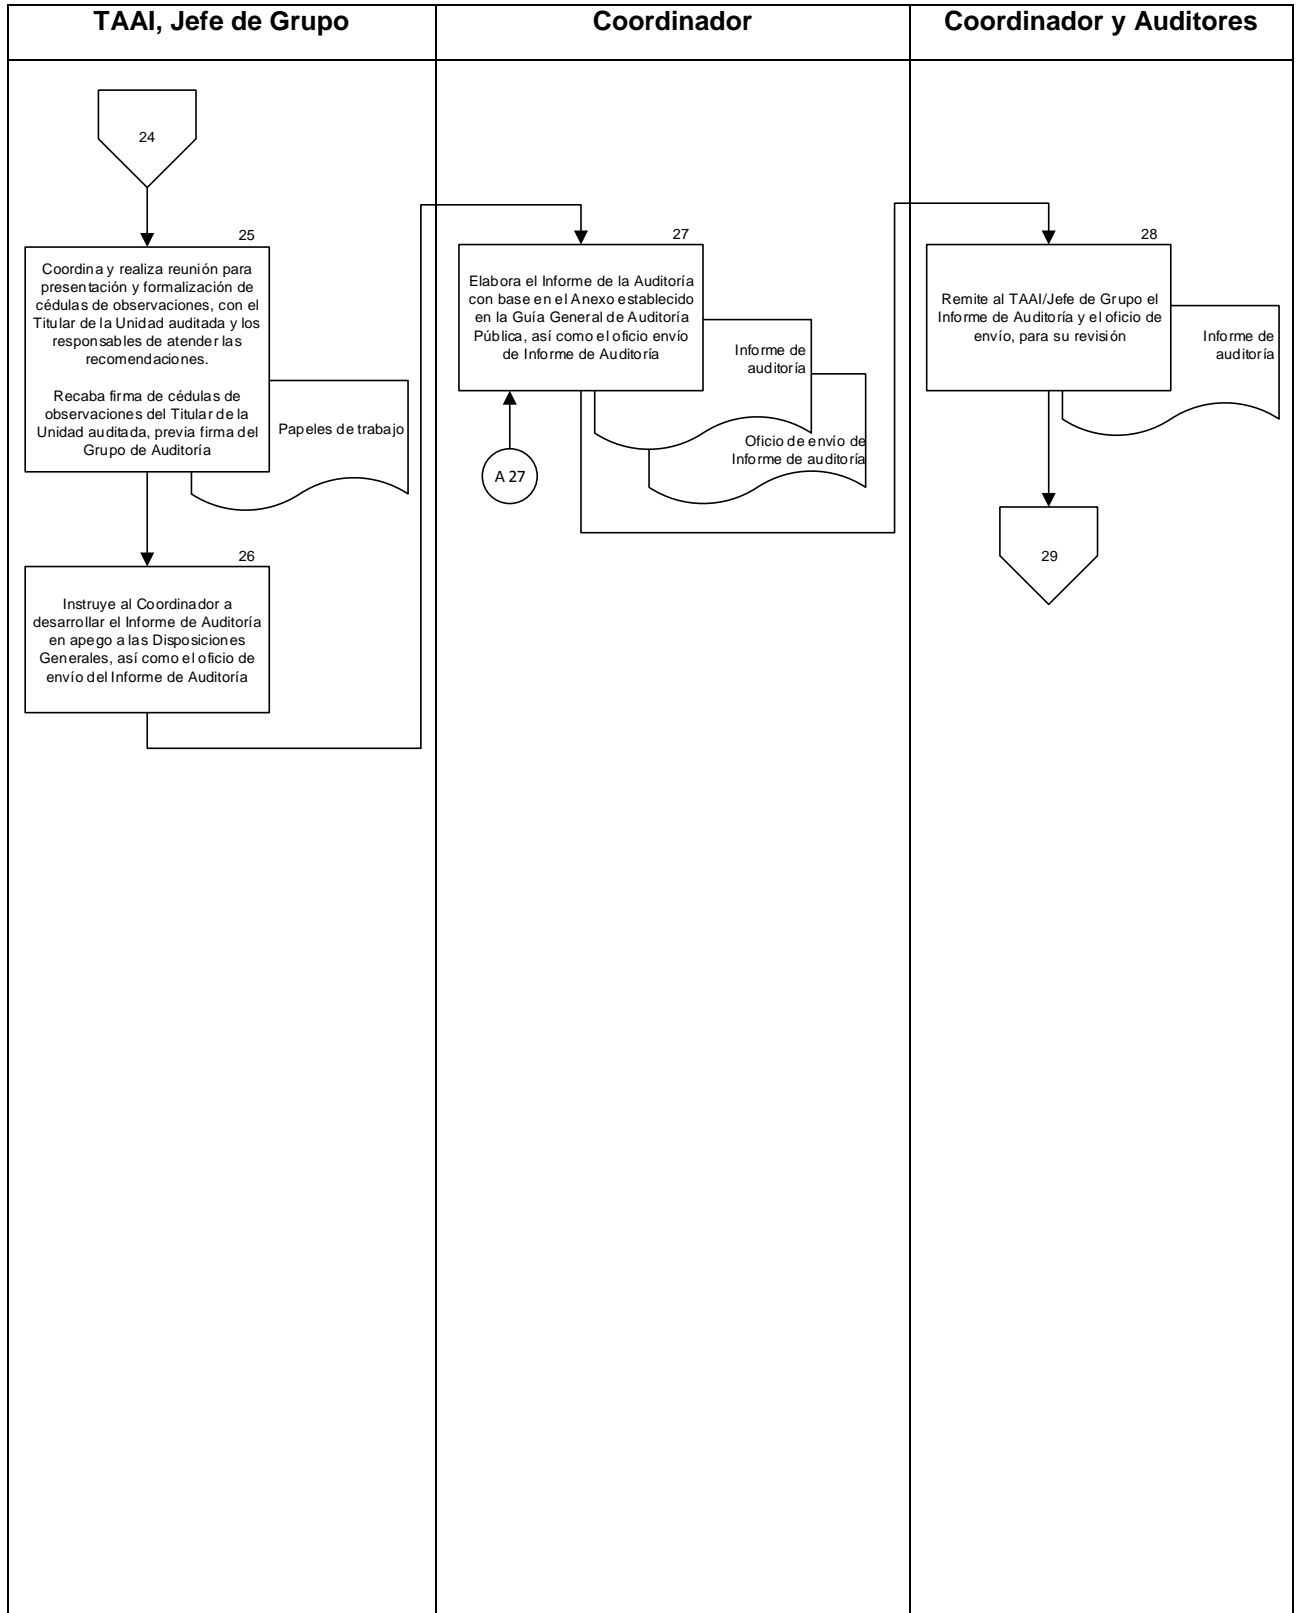 TAAI, Jefe de Grupo
Coordinador
Coordinador y Auditores
24
25
Coordina y realiza reunión para
presentación y formalización de
cédulas de observaciones, con el
Titular de la Unidad auditada y los
responsables de atender las
recomendaciones.
Recaba firma de cédulas de
observaciones del Titular de la
Unidad auditada, previa firma del
Grupo de Auditoría
Papeles de trabajo
26
Instruye al Coordinador a
desarrollar el Informe de Auditoría
en apego a las Disposiciones
Generales, así como el oficio de
envío del Informe de Auditoría
27
Elabora el Informe de la Auditoría
con base en el Anexo establecido
en la Guía General de Auditoría
Pública, así como el oficio envío
de Informe de Auditoría
Informe de
auditoría
Oficio de envío de
Informe de auditoría
A 27
28
Remite al TAAI/Jefe de Grupo el
Informe de Auditoría y el oficio de
envío, para su revisión
Informe de
auditoría
29